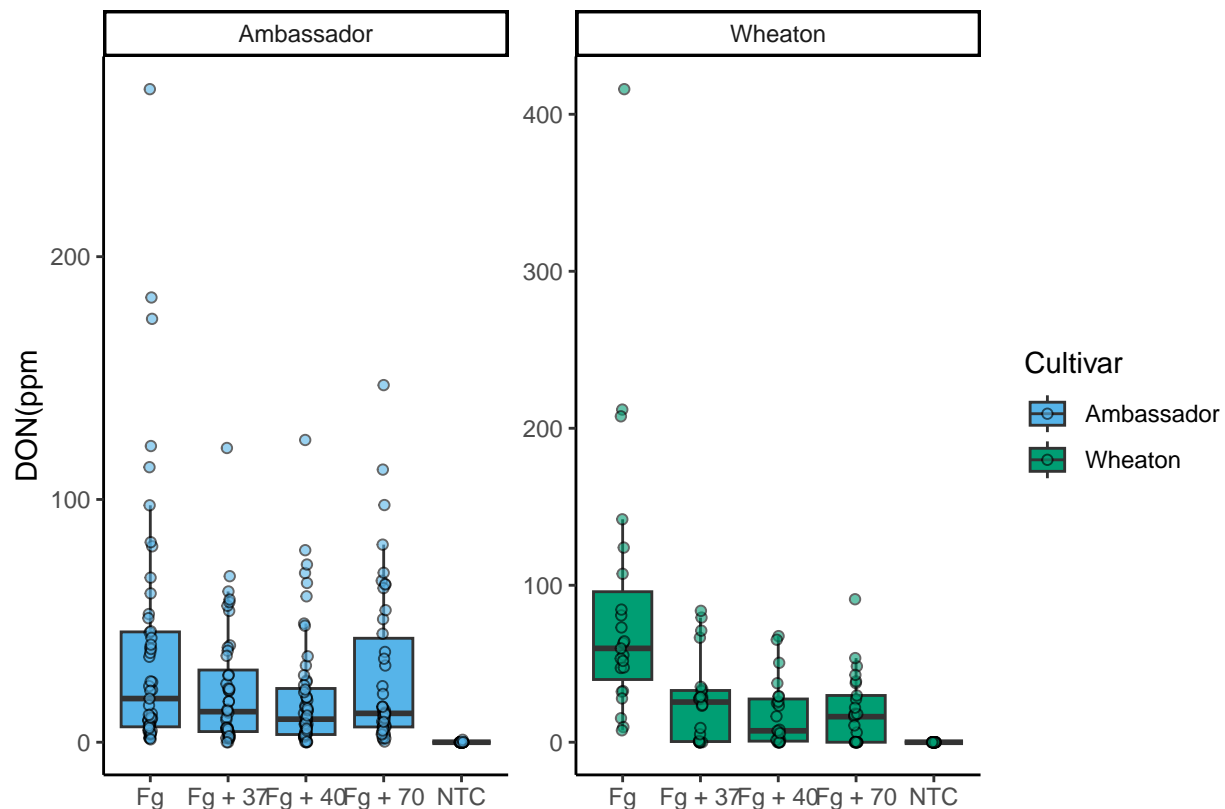 Ambassador
Wheaton
DON(ppm
200
100
0
400
300
200
100
0
Fg
Fg + 37
Fg + 40
Fg + 70
NTC
Fg
Fg + 37
Fg + 40
Fg + 70
NTC
Cultivar
Ambassador
Wheaton